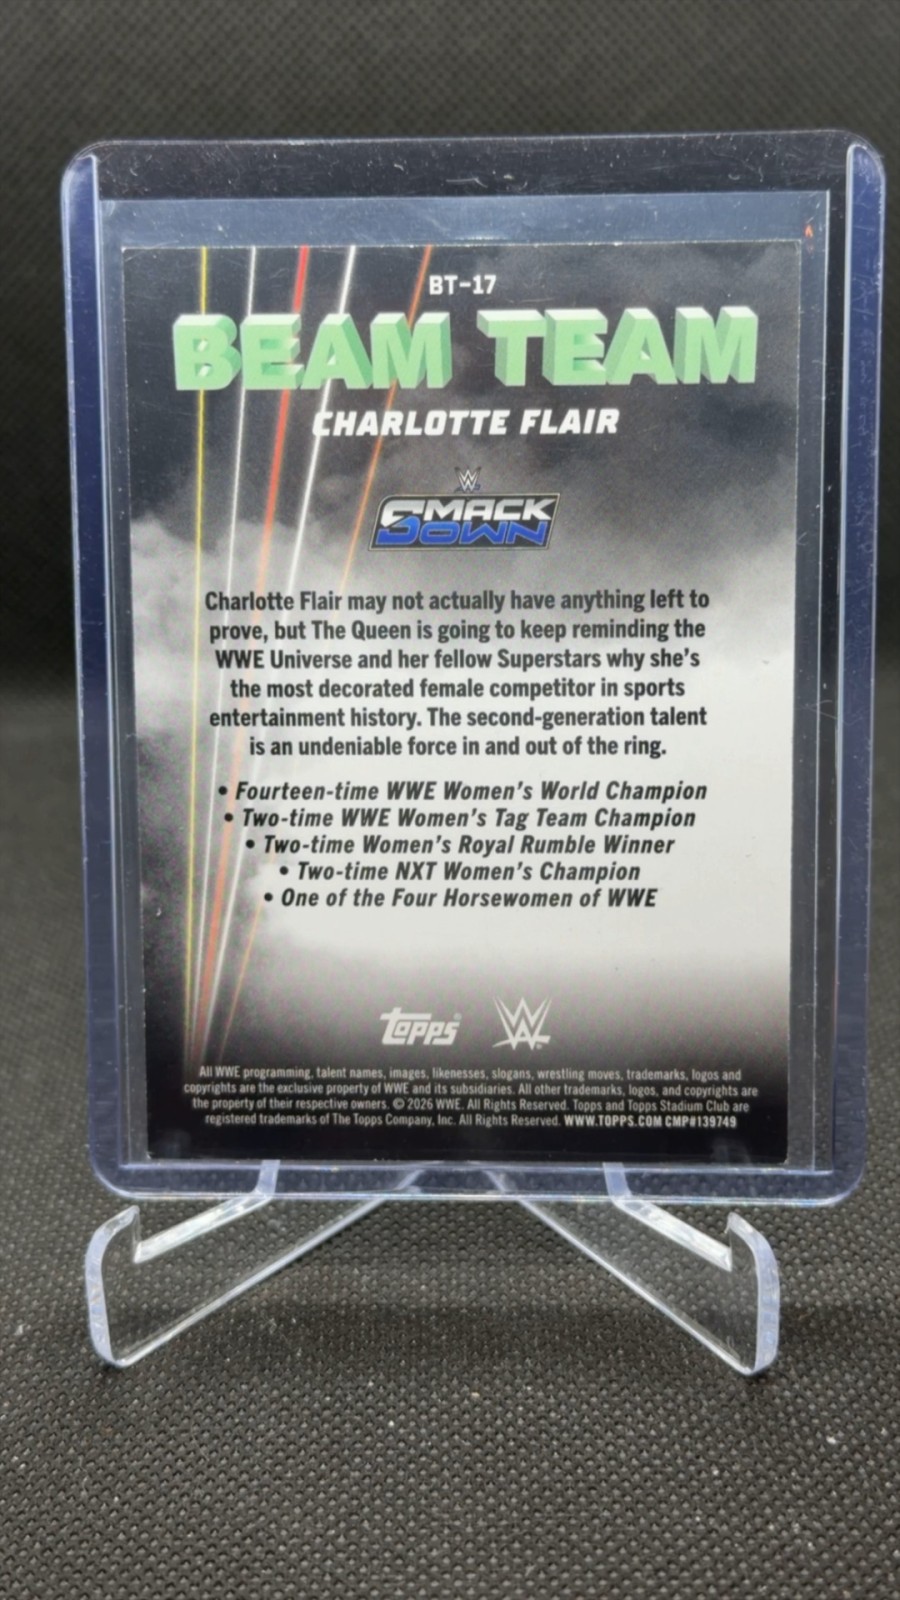 BT-17
BEAM TEAM
CHARLOTTE FLAIR
W
SMACK
DOWN
Charlotte Flair may not actually have anything left to
prove, but The Queen is going to keep reminding the
WWE Universe and her fellow Superstars why she's
the most decorated female competitor in sports
entertainment history. The second-generation talent
is an undeniable force in and out of the ring.
• Fourteen-time WWE Women's World Champion
• Two-time WWE Women's Tag Team Champion
• Two-time Women's Royal Rumble Winner
• Two-time NXT Women's Champion
• One of the Four Horsewomen of WWE
Topps® W
All WWE programming, talent names, images, likenesses, slogans, wrestling moves, trademarks, logos and
copyrights are the exclusive property of WWE and its subsidiaries. All other trademarks, logos, and copyrights are
the property of their respective owners. © 2026 WWE. All Rights Reserved. Topps and Topps Stadium Club are
registered trademarks of The Topps Company, Inc. All Rights Reserved. WWW.TOPPS.COM CMP#139749